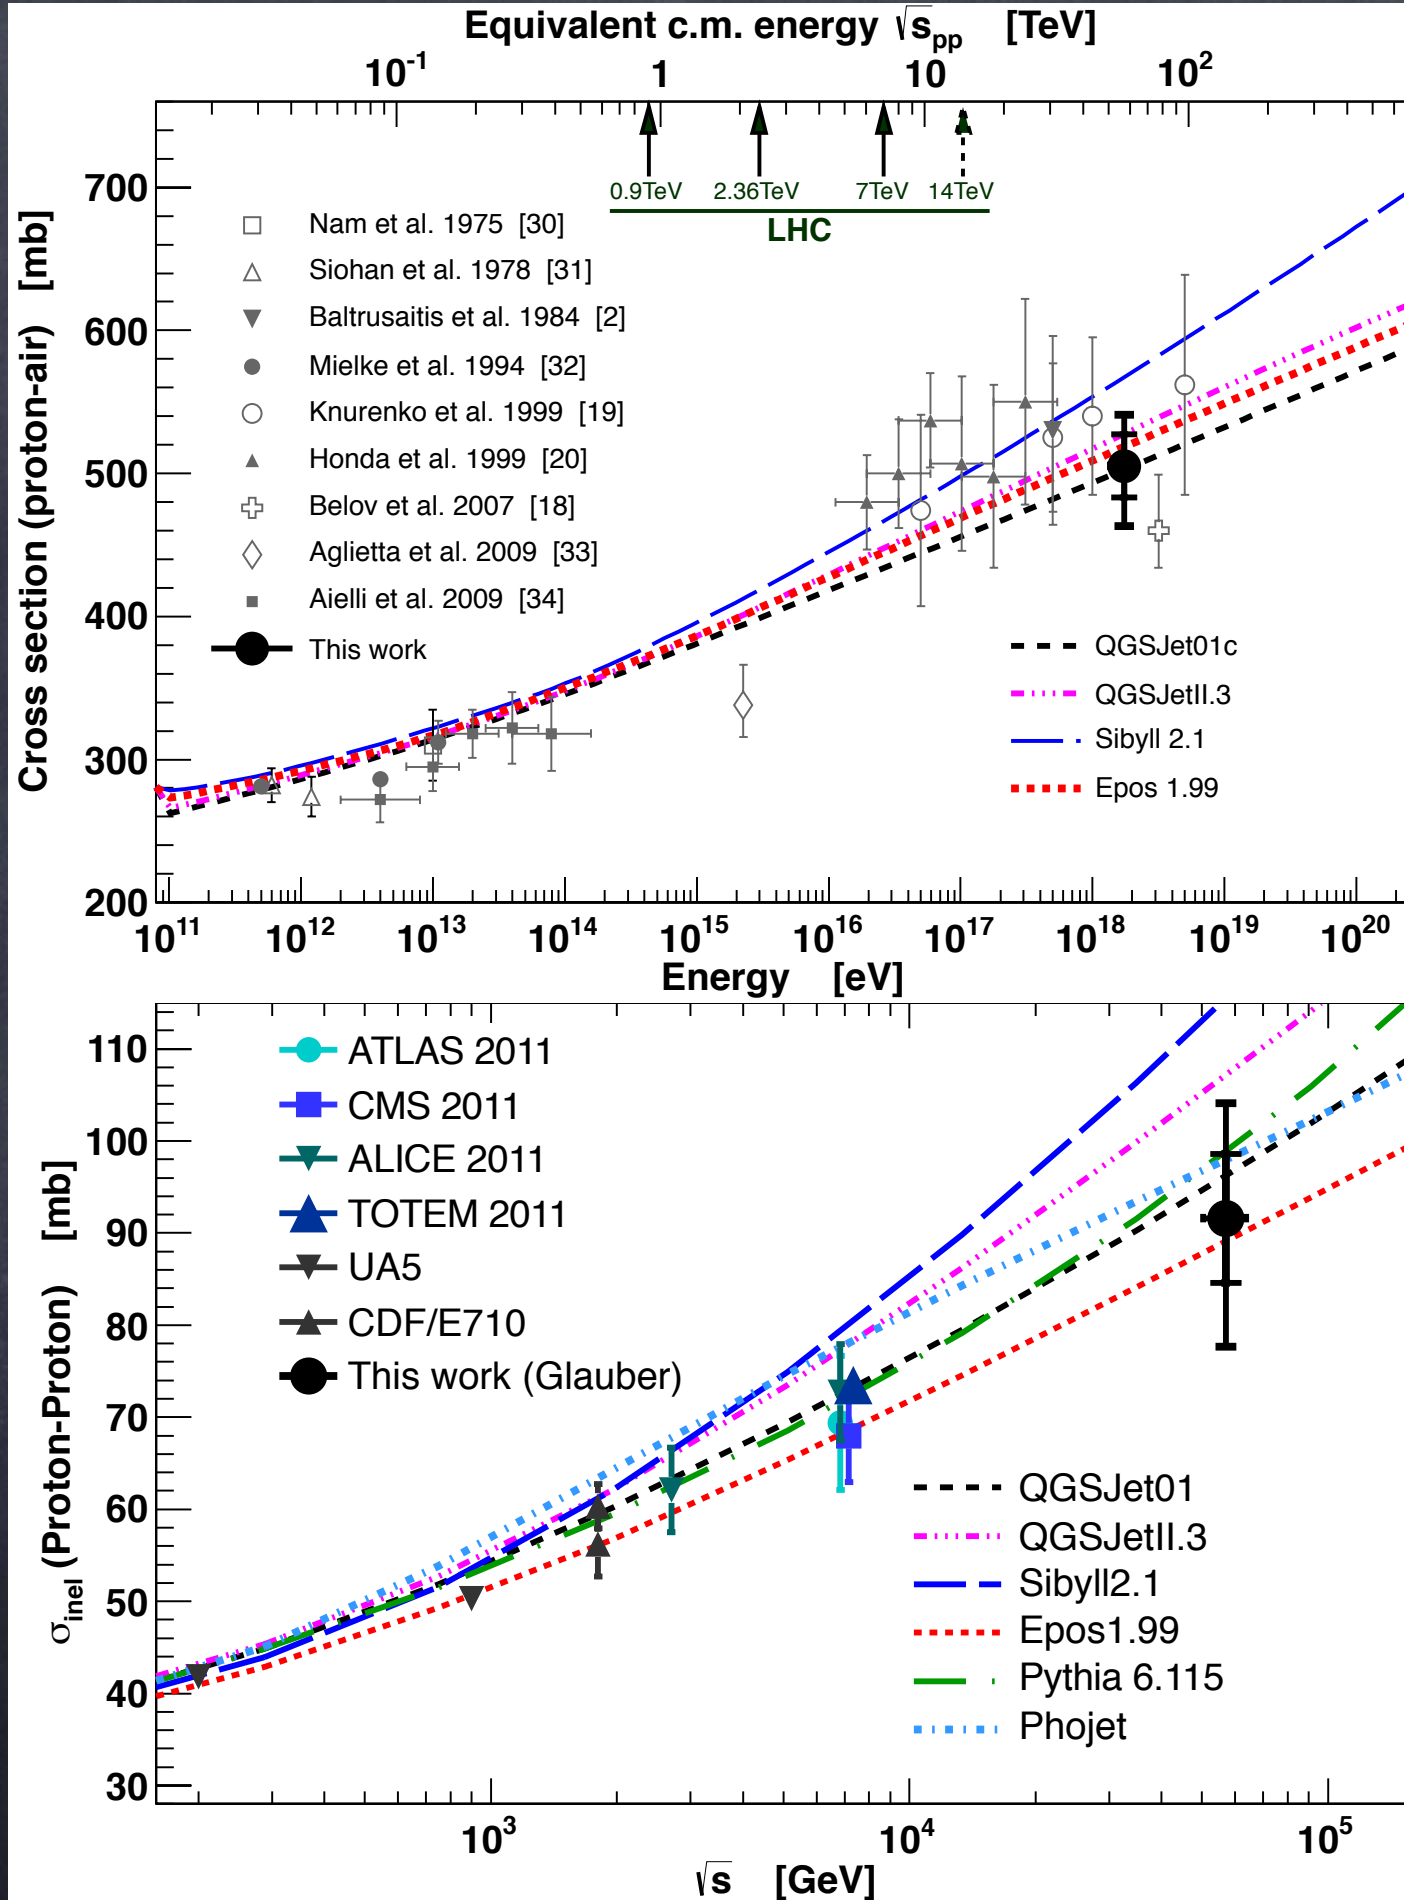 Equivalent c.m. energy √s_pp [TeV]
10^-1 1 10 10^2
0.9TeV 2.36TeV 7TeV 14TeV
LHC
Cross section (proton-air) [mb]
700
600
500
400
300
200
Nam et al. 1975 [30]
Siohan et al. 1978 [31]
Baltrusaitis et al. 1984 [2]
Mielke et al. 1994 [32]
Knurenko et al. 1999 [19]
Honda et al. 1999 [20]
Belov et al. 2007 [18]
Aglietta et al. 2009 [33]
Aielli et al. 2009 [34]
This work
QGSJet01c
QGSJetII.3
Sibyll 2.1
Epos 1.99
10^11 10^12 10^13 10^14 10^15 10^16 10^17 10^18 10^19 10^20
Energy [eV]
σ_inel (Proton-Proton) [mb]
110
100
90
80
70
60
50
40
30
ATLAS 2011
CMS 2011
ALICE 2011
TOTEM 2011
UA5
CDF/E710
This work (Glauber)
QGSJet01
QGSJetII.3
Sibyll2.1
Epos1.99
Pythia 6.115
Phojet
10^3 10^4 10^5
√s [GeV]